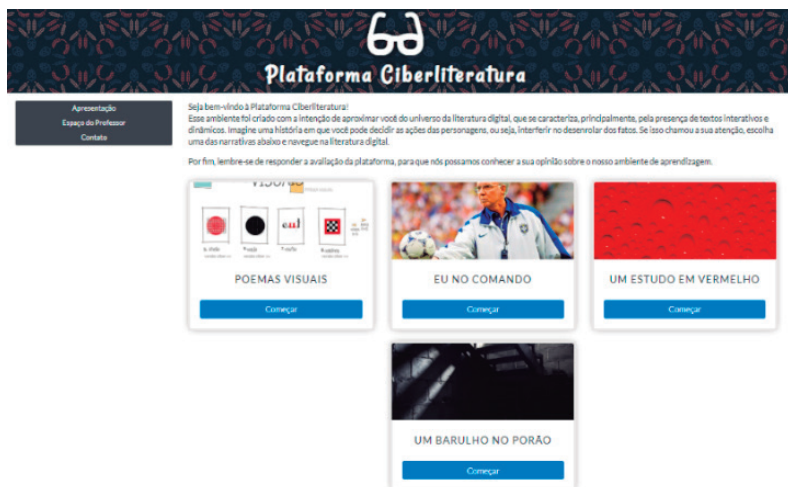 Plataforma Ciberliteratura
Apresentação
Espaço do Professor
Contato
Seja bem-vindo à Plataforma Ciberliteratura!
Esse ambiente foi criado com a intenção de aproximar você do universo da literatura digital, que se caracteriza, principalmente, pela presença de textos interativos e
dinâmicos. Imagine uma história em que você pode decidir as ações das personagens, ou seja, interferir no desenrolar dos fatos. Se isso chamou a sua atenção, escolha
uma das narrativas abaixo e navegue na literatura digital.
Por fim, lembre-se de responder a avaliação da plataforma, para que nós possamos conhecer a sua opinião sobre o nosso ambiente de aprendizagem.
POEMAS VISUAIS
Começar
EU NO COMANDO
Começar
UM ESTUDO EM VERMELHO
Começar
UM BARULHO NO PORÃO
Começar